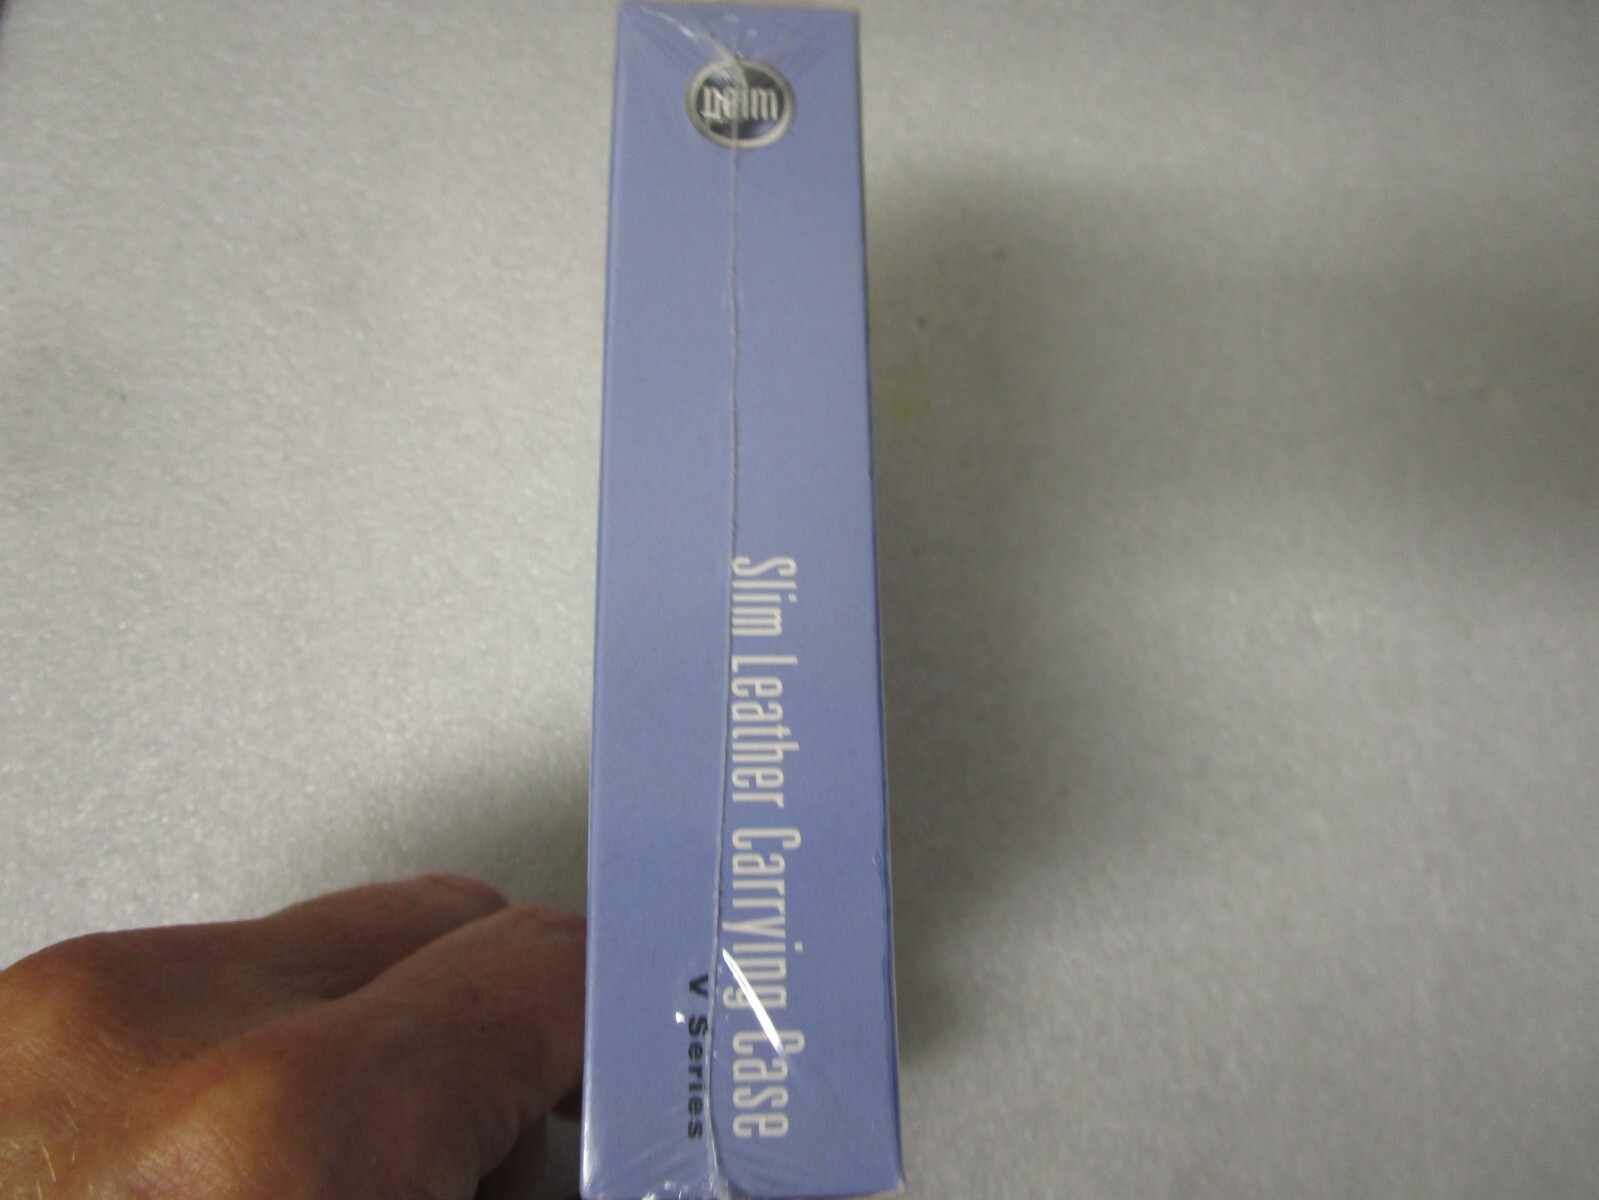 palm
Slim Leather Carrying Case
V Series